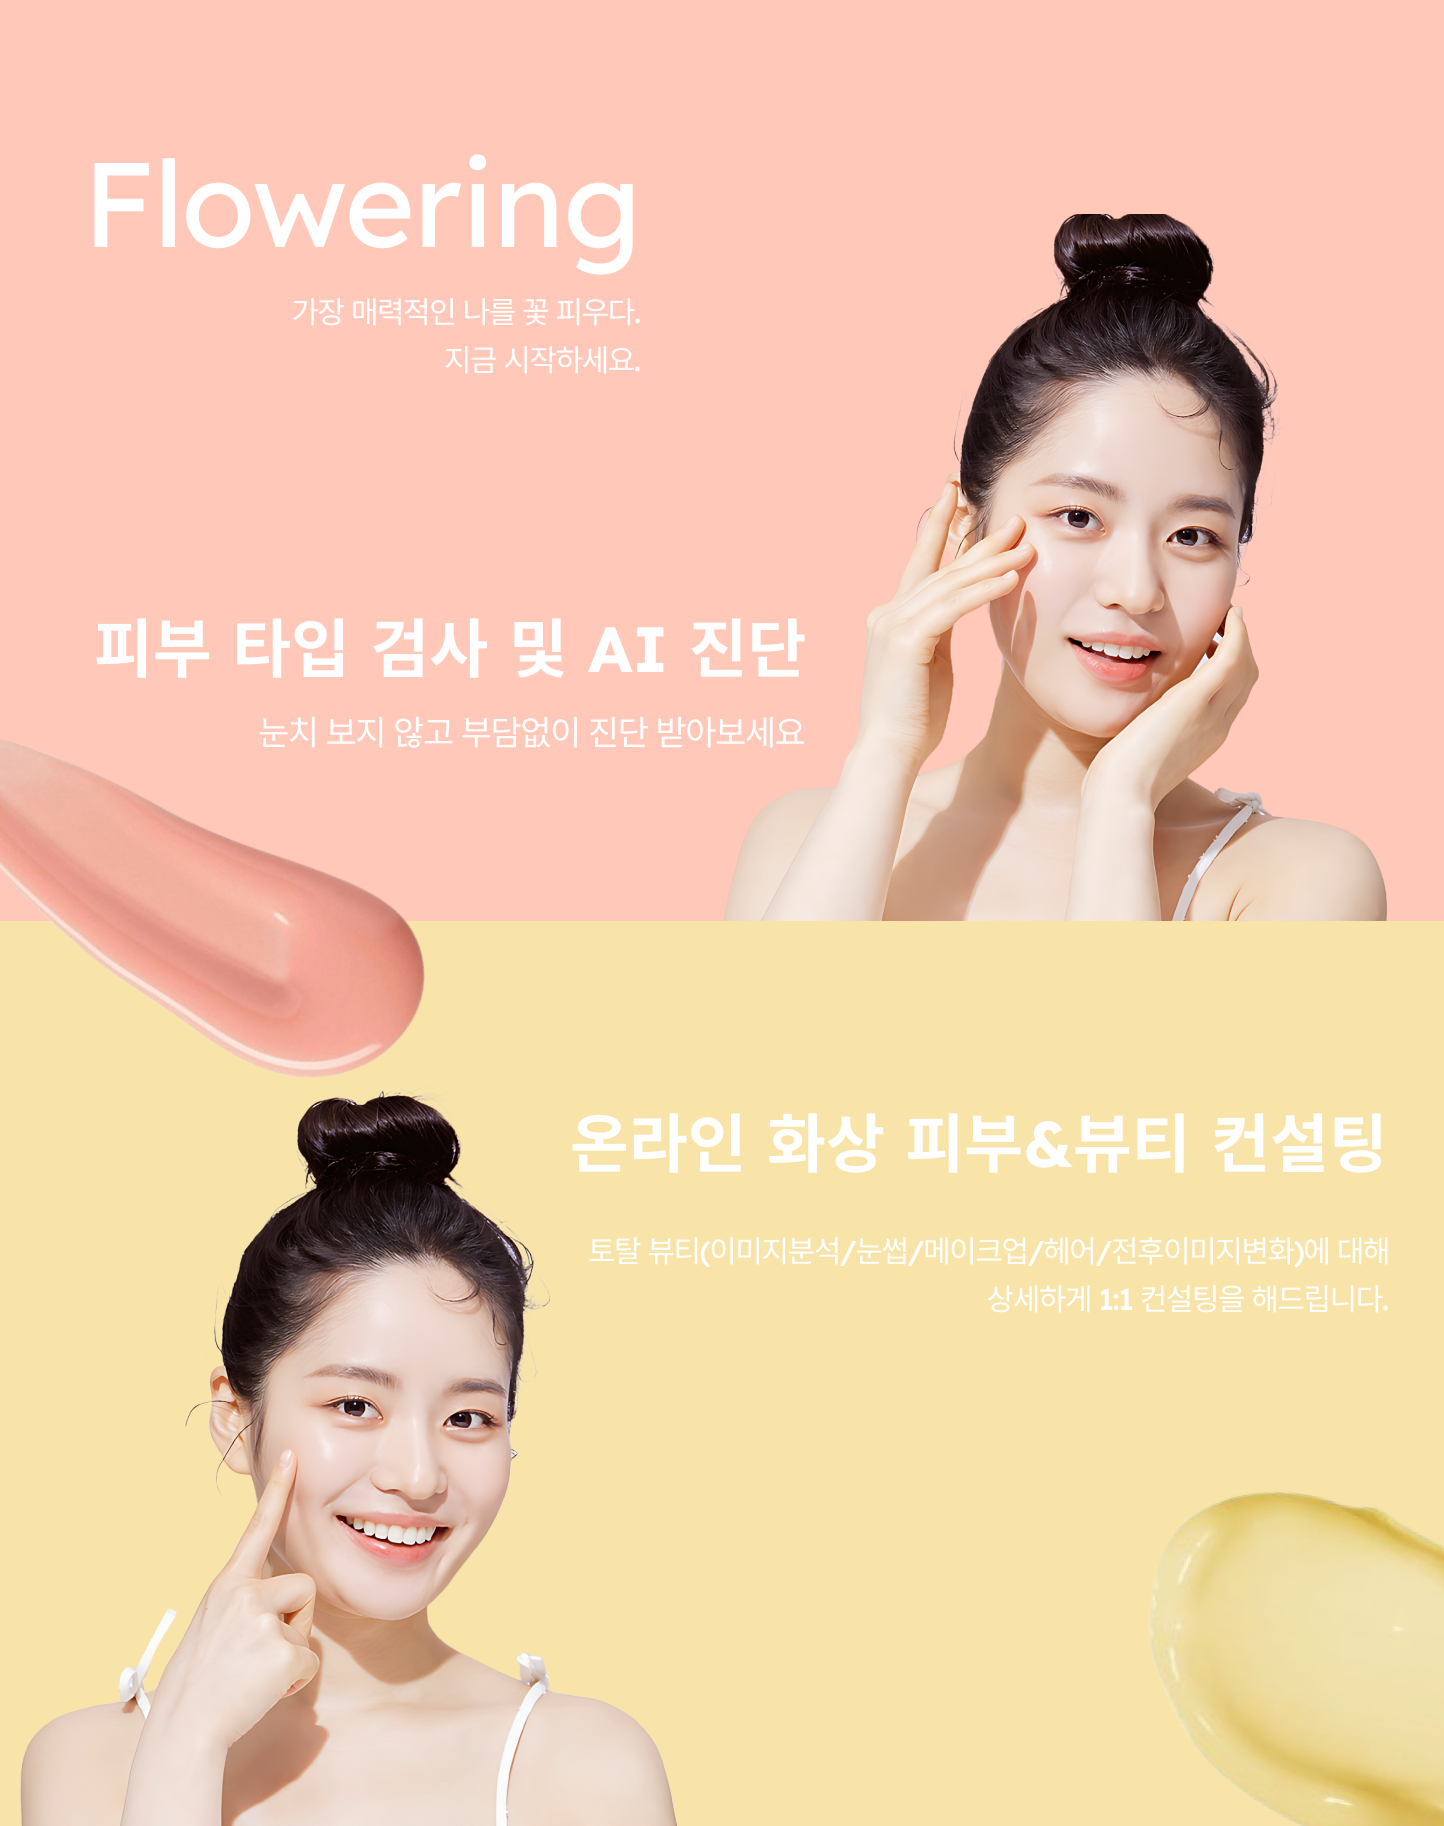 Flowering
가장 매력적인 나를 꽃 피우다.
지금 시작하세요.
피부 타입 검사 및 AI 진단
눈치 보지 않고 부담없이 진단 받아보세요
온라인 화상 피부&뷰티 컨설팅
토탈 뷰티(이미지분석/눈썹/메이크업/헤어/전후이미지변화)에 대해
상세하게 1:1 컨설팅을 해드립니다.